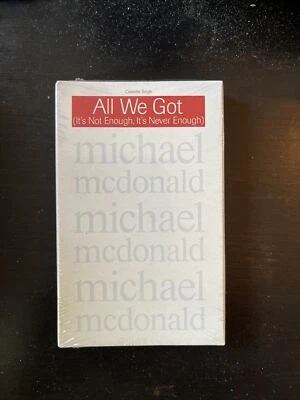 Cassette Single
All We Got
(It's Not Enough, It's Never Enough)
michael
mcdonald
michael
mcdonald
michael
mcdonald